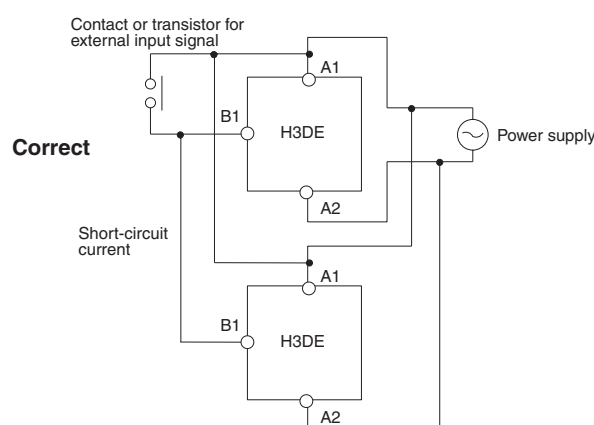 Contact or transistor for
external input signal
A1
B1
H3DE
Power supply
Correct
A2
Short-circuit
current
A1
B1
H3DE
A2